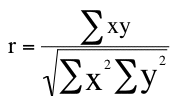 r = ∑xy / √(∑x² ∑y²)